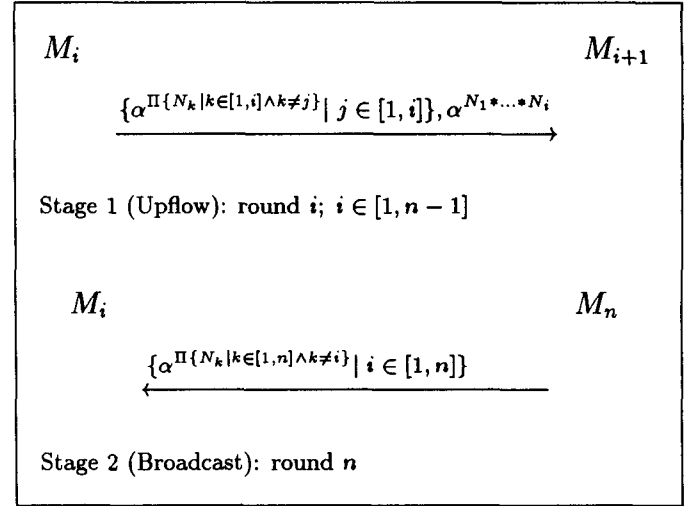 M_i M_{i+1}
{α^{Π{N_k|k∈[1,i]∧k≠j}}| j ∈ [1, i]}, α^{N_1*...*N_i}
Stage 1 (Upflow): round i; i ∈ [1, n − 1]
M_i M_n
{α^{Π{N_k|k∈[1,n]∧k≠i}}| i ∈ [1, n]}
Stage 2 (Broadcast): round n